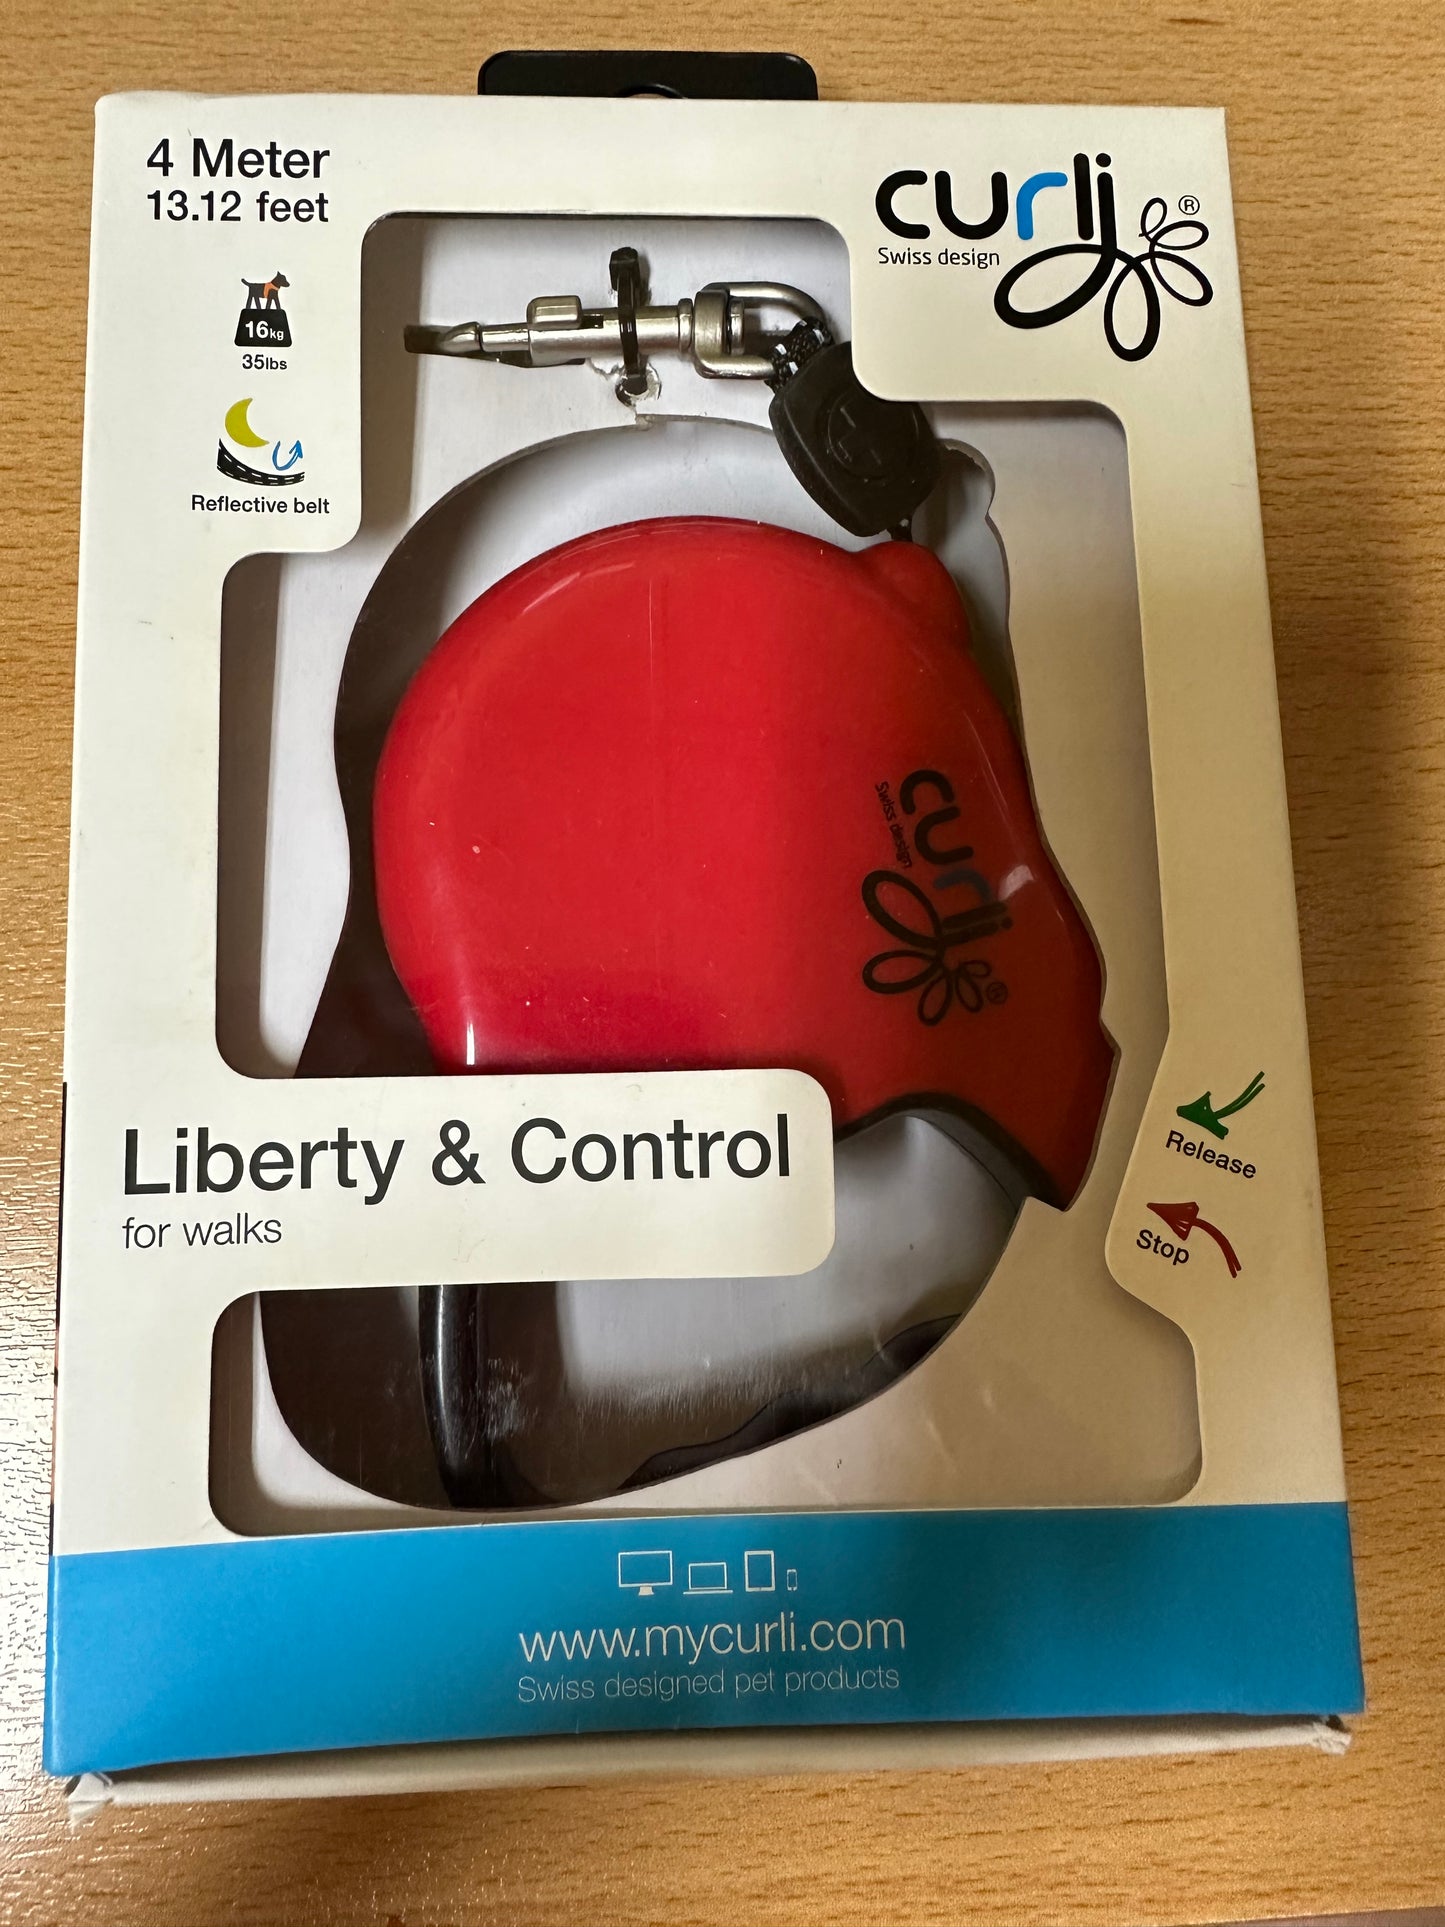 4 Meter
13.12 feet
curli®
Swiss design
16kg
35lbs
Reflective belt
curli®
Swiss design
Release
Stop
Liberty & Control
for walks
www.mycurli.com
Swiss designed pet products